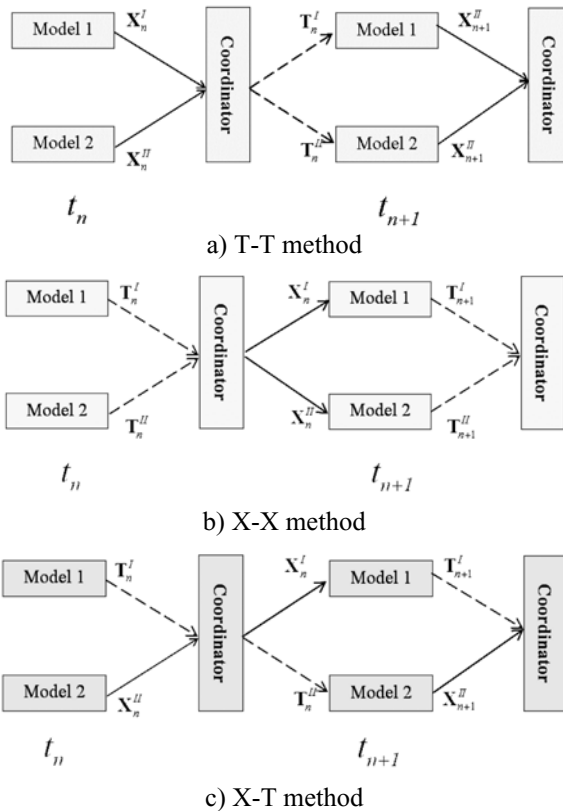 Model 1
X_n^I
Coordinator
T_n^I
Model 1
X_{n+1}^{II}
Coordinator
Model 2
X_n^{II}
T_n^{II}
Model 2
X_{n+1}^{II}
t_n
t_{n+1}
a) T-T method
Model 1
T_n^I
Coordinator
X_n^I
Model 1
T_{n+1}^I
Coordinator
Model 2
T_n^{II}
X_n^{II}
Model 2
T_{n+1}^{II}
t_n
t_{n+1}
b) X-X method
Model 1
T_n^I
Coordinator
X_n^I
Model 1
T_{n+1}^I
Coordinator
Model 2
X_n^{II}
T_n^{II}
Model 2
X_{n+1}^{II}
t_n
t_{n+1}
c) X-T method